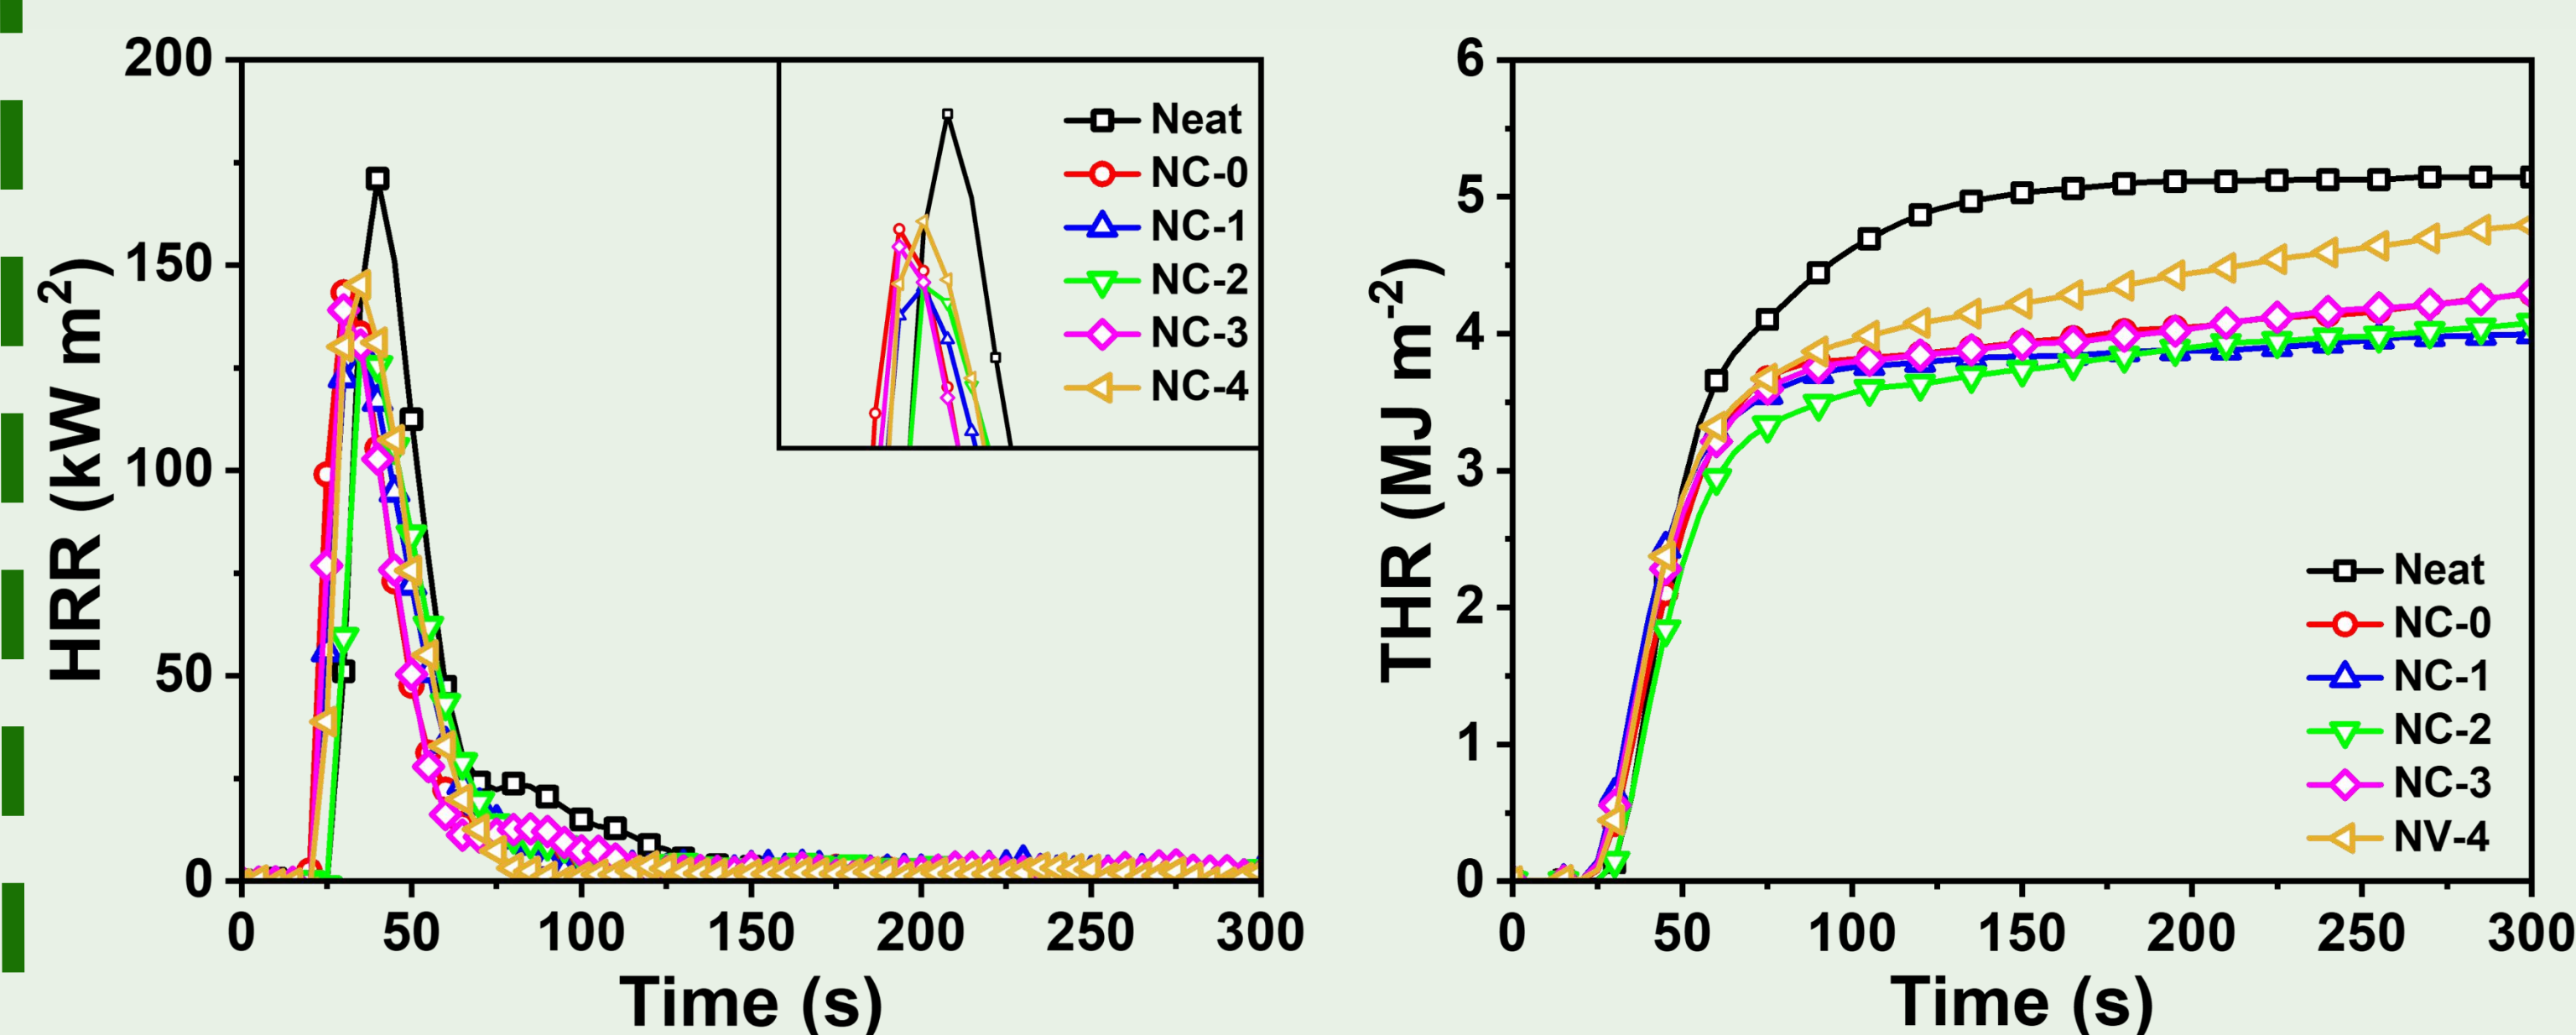 200
150
100
50
0
HRR (kW m²)
0 50 100 150 200 250 300
Time (s)
Neat
NC-0
NC-1
NC-2
NC-3
NC-4
6
5
4
3
2
1
0
THR (MJ m⁻²)
0 50 100 150 200 250 300
Time (s)
Neat
NC-0
NC-1
NC-2
NC-3
NV-4